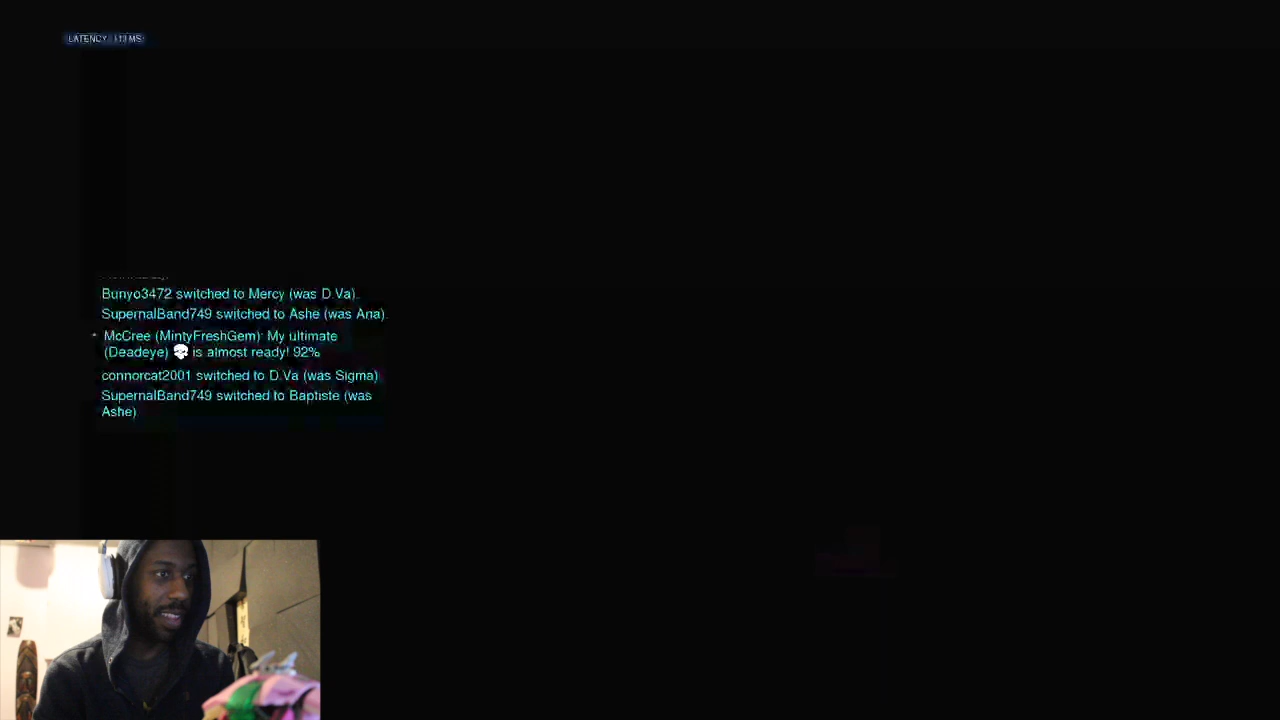 Bunyo3472 switched to Mercy (was D.Va).
SupernalBand749 switched to Ashe (was Ana).
McCree (MintyFreshGem): My ultimate
(Deadeye) is almost ready! 92%
connorcat2001 switched to D.Va (was Sigma)
SupernalBand749 switched to Baptiste (was
Ashe)
LATENCY MS